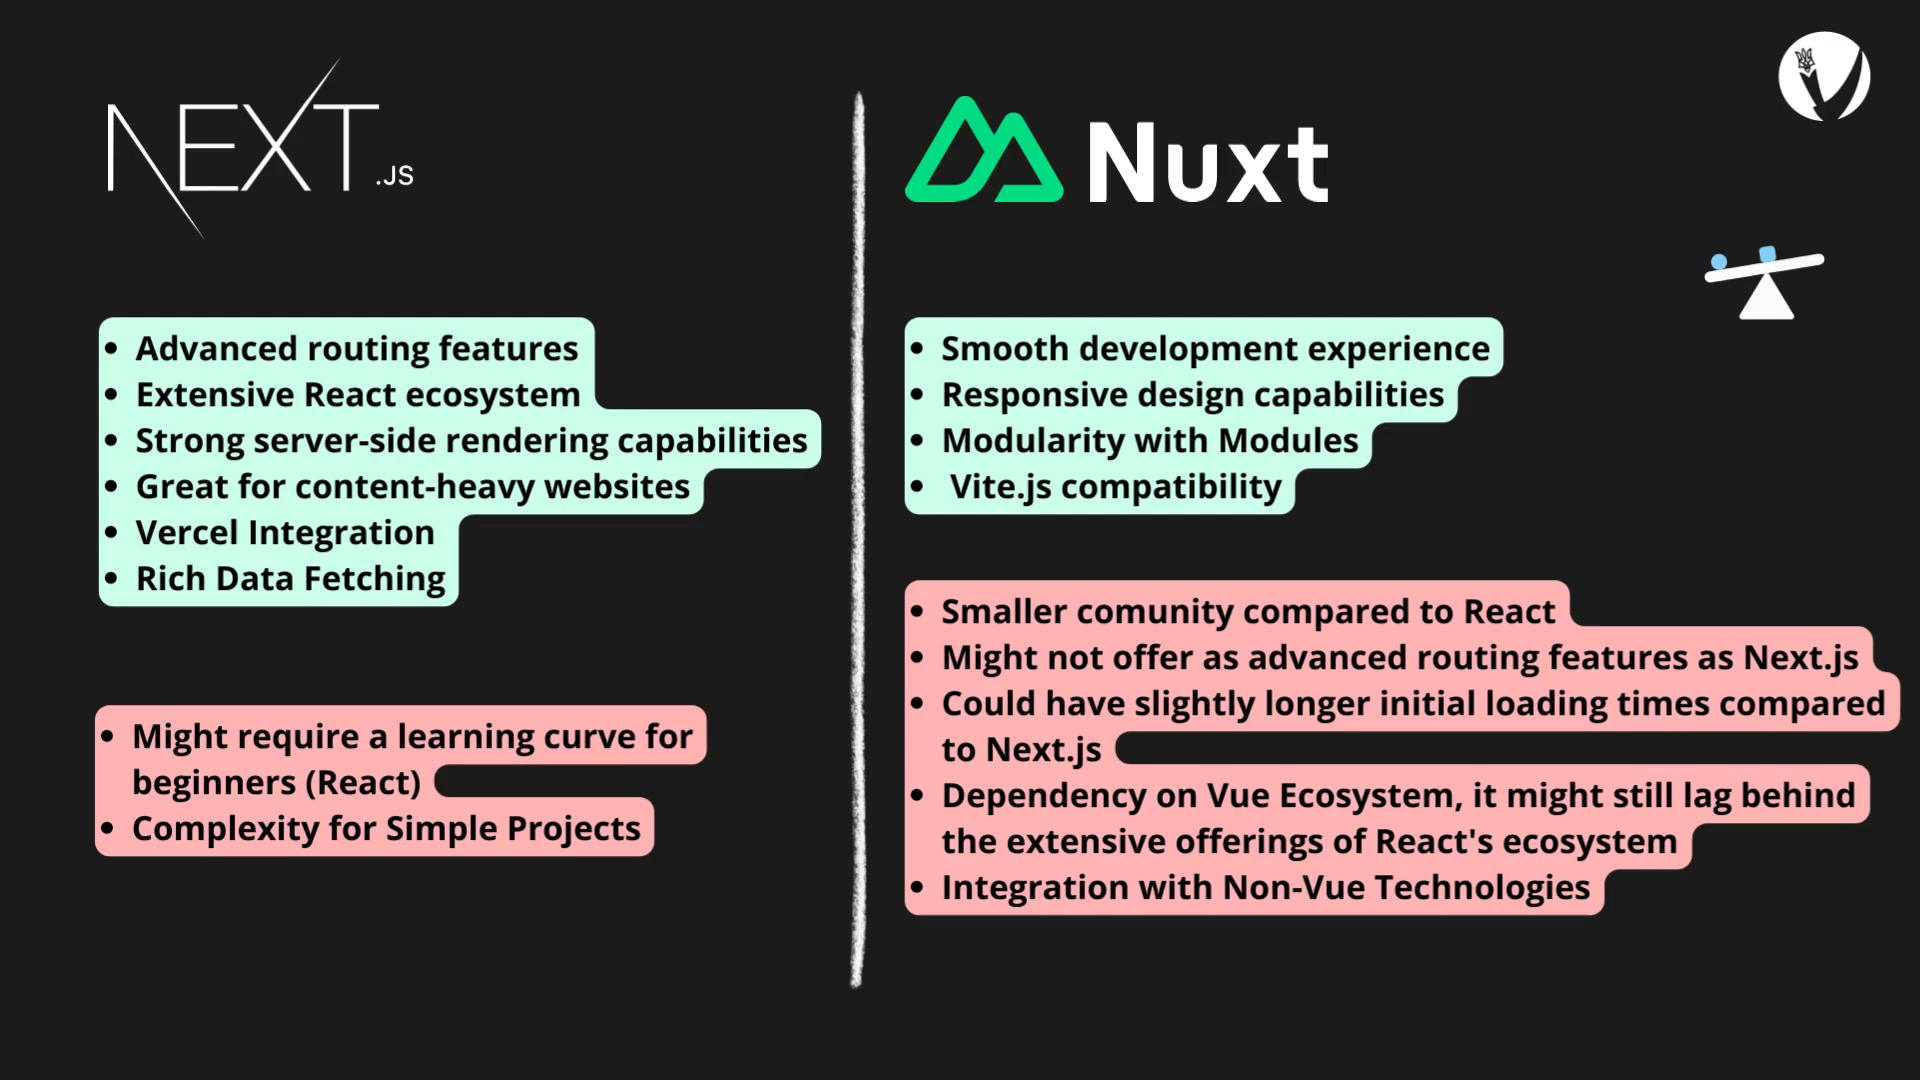 NEXT.JS
Advanced routing features
Extensive React ecosystem
Strong server-side rendering capabilities
Great for content-heavy websites
Vercel Integration
Rich Data Fetching
Might require a learning curve for
beginners (React)
Complexity for Simple Projects
Nuxt
Smooth development experience
Responsive design capabilities
Modularity with Modules
Vite.js compatibility
Smaller comunity compared to React
Might not offer as advanced routing features as Next.js
Could have slightly longer initial loading times compared
to Next.js
Dependency on Vue Ecosystem, it might still lag behind
the extensive offerings of React's ecosystem
Integration with Non-Vue Technologies